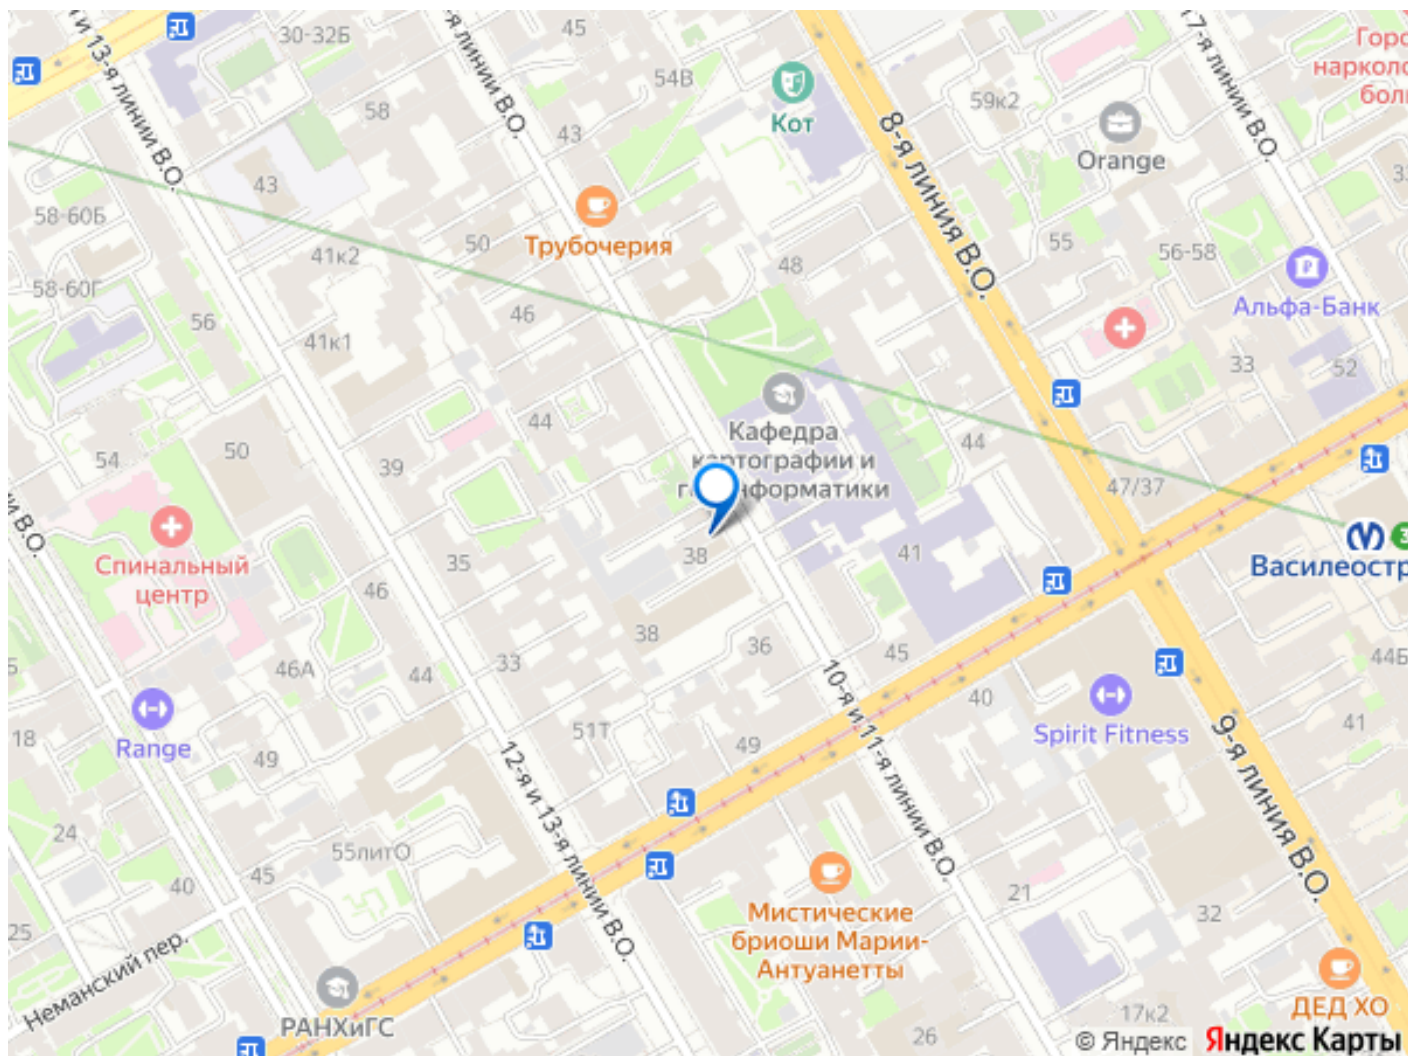 и 13-я линии В.О.
30-32Б
-я линии В.О.
45
54В
58
43
Кот
8-я линия В.О.
59к2
Orange
17-я линии В.О.
43
58-60Б
41к2
50
Трубочерия
46
48
55
56-58
Альфа-Банк
58-60Г
56
41к1
33
52
44
Кафедра
картографии и
геоинформатики
44
47/37
39
50
54
и В.О.
Спинальный
центр
35
46
38
41
Василеостр
38
36
45
40
33
44
46А
Range
18
49
51Т
49
10-я и 11-я линии В.О.
Spirit Fitness
9-я линия В.О.
44Б
41
12-я и 13-я линии В.О.
55литО
24
40
45
25
Неманский пер.
РАНХиГС
Мистические
бриоши Марии-
Антуанетты
21
32
26
17к2
ДЕД ХО
© Яндекс Яндекс Карты